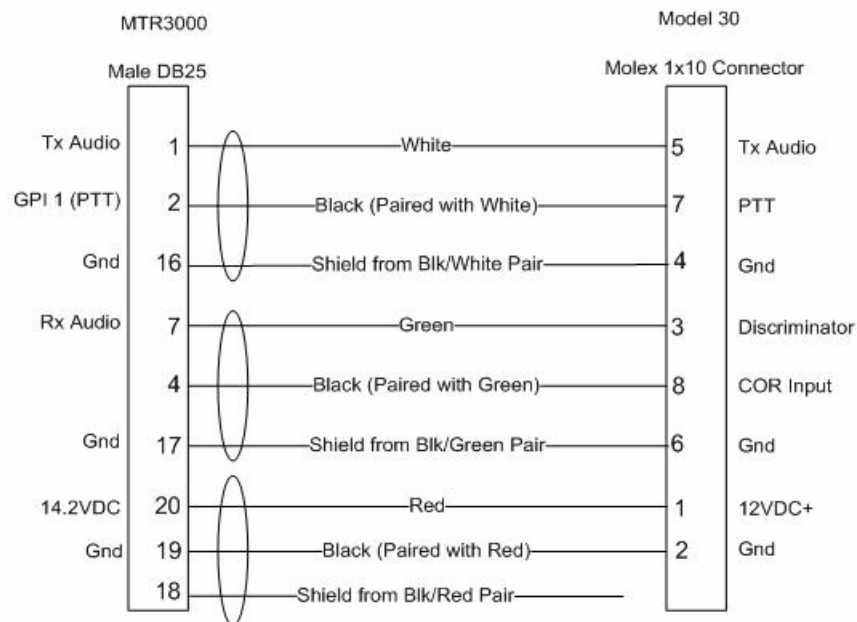 MTR3000 Model 30
Male DB25 Molex 1x10 Connector
Tx Audio 1 White 5 Tx Audio
GPI 1 (PTT) 2 Black (Paired with White) 7 PTT
Gnd 16 Shield from Blk/White Pair 4 Gnd
Rx Audio 7 Green 3 Discriminator
4 Black (Paired with Green) 8 COR Input
Gnd 17 Shield from Blk/Green Pair 6 Gnd
14.2VDC 20 Red 1 12VDC+
Gnd 19 Black (Paired with Red) 2 Gnd
18 Shield from Blk/Red Pair